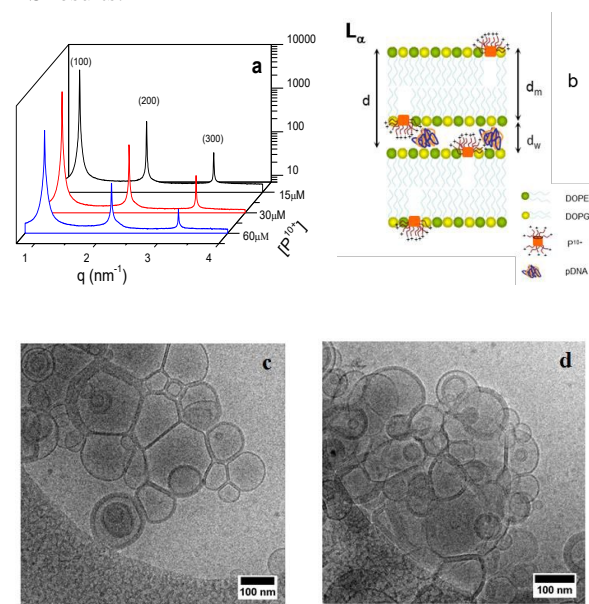 10000
a
(100)
1000
(200)
100
(300)
10
15μM
30μM
60μM
[P10+]
1 2 3 4
q (nm-1)
Lα
b
d
dm
dw
DOPE
DOPG
P10+
pDNA
c
100 nm
d
100 nm